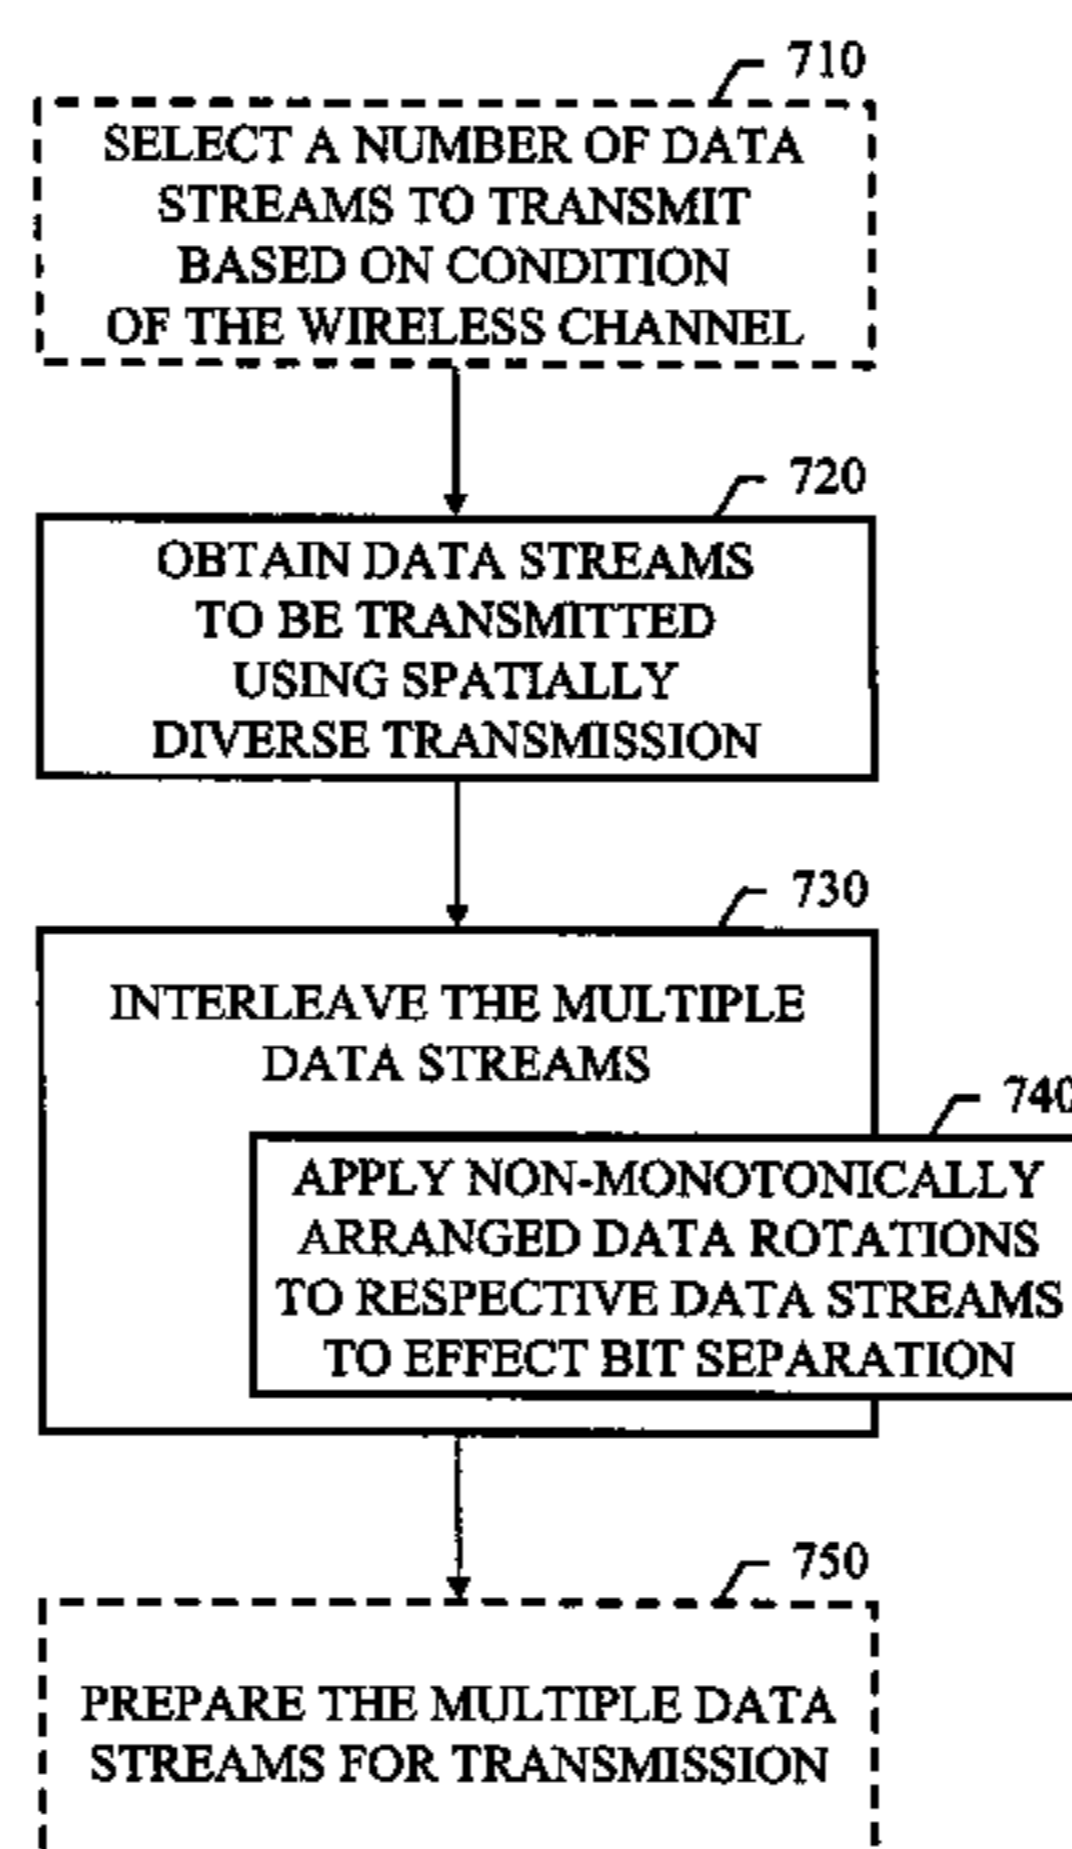 710
SELECT A NUMBER OF DATA
STREAMS TO TRANSMIT
BASED ON CONDITION
OF THE WIRELESS CHANNEL
720
OBTAIN DATA STREAMS
TO BE TRANSMITTED
USING SPATIALLY
DIVERSE TRANSMISSION
730
INTERLEAVE THE MULTIPLE
DATA STREAMS
740
APPLY NON-MONOTONICALLY
ARRANGED DATA ROTATIONS
TO RESPECTIVE DATA STREAMS
TO EFFECT BIT SEPARATION
750
PREPARE THE MULTIPLE DATA
STREAMS FOR TRANSMISSION